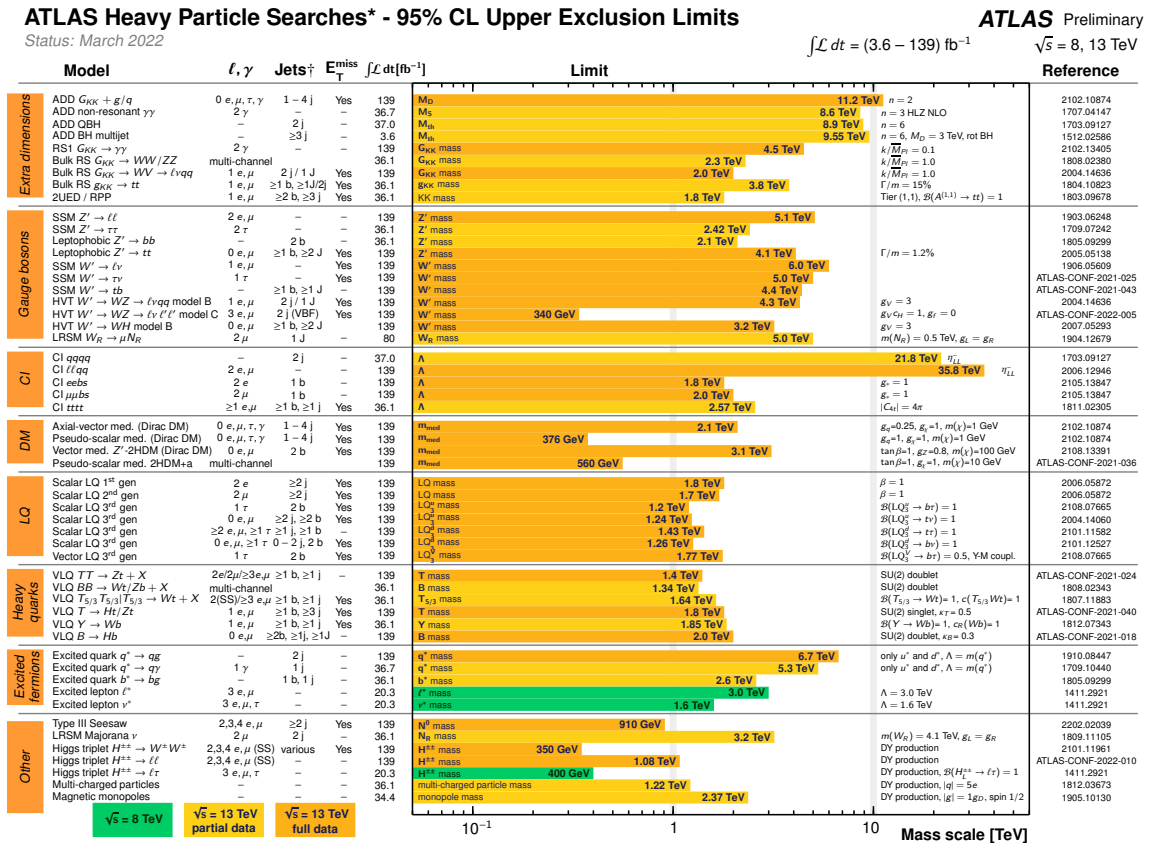 ATLAS Heavy Particle Searches* - 95% CL Upper Exclusion Limits
ATLAS Preliminary
Status: March 2022
∫ℒ dt = (3.6 – 139) fb⁻¹ √s = 8, 13 TeV
Model ℓ, γ Jets† E_T^miss ∫ℒ dt[fb⁻¹] Limit Reference
Extra dimensions
ADD G_KK + g/q 0 e, μ, τ, γ 1 – 4 j Yes 139 M_D 11.2 TeV n = 2 2102.10874
ADD non-resonant γγ 2 γ – – 36.7 M_S 8.6 TeV n = 3 HLZ NLO 1707.04147
ADD QBH – 2 j – 37.0 M_th 8.9 TeV n = 6 1703.09127
ADD BH multijet – ≥3 j – 3.6 M_th 9.55 TeV n = 6, M_D = 3 TeV, rot BH 1512.02586
RS1 G_KK → γγ 2 γ – – 139 G_KK mass 4.5 TeV k/M̅_Pl = 0.1 2102.13405
Bulk RS G_KK → WW/ZZ multi-channel 36.1 G_KK mass 2.3 TeV k/M̅_Pl = 1.0 1808.02380
Bulk RS G_KK → WV → ℓνqq 1 e, μ 2 j / 1 J Yes 139 G_KK mass 2.0 TeV k/M̅_Pl = 1.0 2004.14636
Bulk RS g_KK → tt 1 e, μ ≥1 b, ≥1J/2j Yes 36.1 g_KK mass 3.8 TeV Γ/m = 15% 1804.10823
2UED / RPP 1 e, μ ≥2 b, ≥3 j Yes 36.1 KK mass 1.8 TeV Tier (1,1), ℬ(A^(1,1) → tt) = 1 1803.09678
Gauge bosons
SSM Z′ → ℓℓ 2 e, μ – – 139 Z′ mass 5.1 TeV 1903.06248
SSM Z′ → ττ 2 τ – – 36.1 Z′ mass 2.42 TeV 1709.07242
Leptophobic Z′ → bb – 2 b – 36.1 Z′ mass 2.1 TeV 1805.09299
Leptophobic Z′ → tt 0 e, μ ≥1 b, ≥2 J Yes 139 Z′ mass 4.1 TeV Γ/m = 1.2% 2005.05138
SSM W′ → ℓν 1 e, μ – Yes 139 W′ mass 6.0 TeV 1906.05609
SSM W′ → τν 1 τ – Yes 139 W′ mass 5.0 TeV ATLAS-CONF-2021-025
SSM W′ → tb – ≥1 b, ≥1 J – 139 W′ mass 4.4 TeV ATLAS-CONF-2021-043
HVT W′ → WZ → ℓνqq model B 1 e, μ 2 j / 1 J Yes 139 W′ mass 4.3 TeV g_V = 3 2004.14636
HVT W′ → WZ → ℓν ℓ′ℓ′ model C 3 e, μ 2 j (VBF) Yes 139 W′ mass 340 GeV g_V c_H = 1, g_f = 0 ATLAS-CONF-2022-005
HVT W′ → WH model B 0 e, μ ≥1 b, ≥2 J 139 W′ mass 3.2 TeV g_V = 3 2007.05293
LRSM W_R → μN_R 2 μ 1 J – 80 W_R mass 5.0 TeV m(N_R) = 0.5 TeV, g_L = g_R 1904.12679
CI
CI qqqq – 2 j – 37.0 Λ 21.8 TeV η⁻_LL 1703.09127
CI ℓℓqq 2 e, μ – – 139 Λ 35.8 TeV η⁻_LL 2006.12946
CI eebs 2 e 1 b – 139 Λ 1.8 TeV g_* = 1 2105.13847
CI μμbs 2 μ 1 b – 139 Λ 2.0 TeV g_* = 1 2105.13847
CI tttt ≥1 e,μ ≥1 b, ≥1 j Yes 36.1 Λ 2.57 TeV |C_4t| = 4π 1811.02305
DM
Axial-vector med. (Dirac DM) 0 e, μ, τ, γ 1 – 4 j Yes 139 m_med 2.1 TeV g_q=0.25, g_χ=1, m(χ)=1 GeV 2102.10874
Pseudo-scalar med. (Dirac DM) 0 e, μ, τ, γ 1 – 4 j Yes 139 m_med 376 GeV g_q=1, g_χ=1, m(χ)=1 GeV 2102.10874
Vector med. Z′-2HDM (Dirac DM) 0 e, μ 2 b Yes 139 m_med 3.1 TeV tan β=1, g_Z=0.8, m(χ)=100 GeV 2108.13391
Pseudo-scalar med. 2HDM+a multi-channel 139 m_med 560 GeV tan β=1, g_χ=1, m(χ)=10 GeV ATLAS-CONF-2021-036
LQ
Scalar LQ 1st gen 2 e ≥2 j Yes 139 LQ mass 1.8 TeV β = 1 2006.05872
Scalar LQ 2nd gen 2 μ ≥2 j Yes 139 LQ mass 1.7 TeV β = 1 2006.05872
Scalar LQ 3rd gen 1 τ 2 b Yes 139 LQ₃ᵘ mass 1.2 TeV ℬ(LQ₃ᵘ → bτ) = 1 2108.07665
Scalar LQ 3rd gen 0 e, μ ≥2 j, ≥2 b Yes 139 LQ₃ᵘ mass 1.24 TeV ℬ(LQ₃ᵘ → tν) = 1 2004.14060
Scalar LQ 3rd gen ≥2 e, μ, ≥1 τ ≥1 j, ≥1 b – 139 LQ₃ᵈ mass 1.43 TeV ℬ(LQ₃ᵈ → tτ) = 1 2101.11582
Scalar LQ 3rd gen 0 e, μ, ≥1 τ 0 – 2 j, 2 b Yes 139 LQ₃ᵈ mass 1.26 TeV ℬ(LQ₃ᵈ → bν) = 1 2101.12527
Vector LQ 3rd gen 1 τ 2 b Yes 139 LQ₃ⱽ mass 1.77 TeV ℬ(LQ₃ⱽ → bτ) = 0.5, Y-M coupl. 2108.07665
Heavy quarks
VLQ TT → Zt + X 2e/2μ/≥3e,μ ≥1 b, ≥1 j – 139 T mass 1.4 TeV SU(2) doublet ATLAS-CONF-2021-024
VLQ BB → Wt/Zb + X multi-channel 36.1 B mass 1.34 TeV SU(2) doublet 1808.02343
VLQ T_5/3 T_5/3|T_5/3 → Wt + X 2(SS)/≥3 e,μ ≥1 b, ≥1 j Yes 36.1 T_5/3 mass 1.64 TeV ℬ(T_5/3 → Wt)= 1, c(T_5/3 Wt)= 1 1807.11883
VLQ T → Ht/Zt 1 e, μ ≥1 b, ≥3 j Yes 139 T mass 1.8 TeV SU(2) singlet, κ_T= 0.5 ATLAS-CONF-2021-040
VLQ Y → Wb 1 e, μ ≥1 b, ≥1 j Yes 36.1 Y mass 1.85 TeV ℬ(Y → Wb)= 1, c_R(Wb)= 1 1812.07343
VLQ B → Hb 0 e,μ ≥2b, ≥1j, ≥1J – 139 B mass 2.0 TeV SU(2) doublet, κ_B= 0.3 ATLAS-CONF-2021-018
Excited fermions
Excited quark q* → qg – 2 j – 139 q* mass 6.7 TeV only u* and d*, Λ = m(q*) 1910.08447
Excited quark q* → qγ 1 γ 1 j – 36.7 q* mass 5.3 TeV only u* and d*, Λ = m(q*) 1709.10440
Excited quark b* → bg – 1 b, 1 j – 36.1 b* mass 2.6 TeV 1805.09299
Excited lepton ℓ* 3 e, μ – – 20.3 ℓ* mass 3.0 TeV Λ = 3.0 TeV 1411.2921
Excited lepton ν* 3 e, μ, τ – – 20.3 ν* mass 1.6 TeV Λ = 1.6 TeV 1411.2921
Other
Type III Seesaw 2,3,4 e, μ ≥2 j Yes 139 N⁰ mass 910 GeV 2202.02039
LRSM Majorana ν 2 μ 2 j – 36.1 N_R mass 3.2 TeV m(W_R) = 4.1 TeV, g_L = g_R 1809.11105
Higgs triplet H^±± → W^±W^± 2,3,4 e, μ (SS) various Yes 139 H^±± mass 350 GeV DY production 2101.11961
Higgs triplet H^±± → ℓℓ 2,3,4 e, μ (SS) – – 139 H^±± mass 1.08 TeV DY production ATLAS-CONF-2022-010
Higgs triplet H^±± → ℓτ 3 e, μ, τ – – 20.3 H^±± mass 400 GeV DY production, ℬ(H_L^±± → ℓτ) = 1 1411.2921
Multi-charged particles – – – 36.1 multi-charged particle mass 1.22 TeV DY production, |q| = 5e 1812.03673
Magnetic monopoles – – – 34.4 monopole mass 2.37 TeV DY production, |g| = 1g_D, spin 1/2 1905.10130
√s = 8 TeV
√s = 13 TeV partial data
√s = 13 TeV full data
10⁻¹ 1 10
Mass scale [TeV]